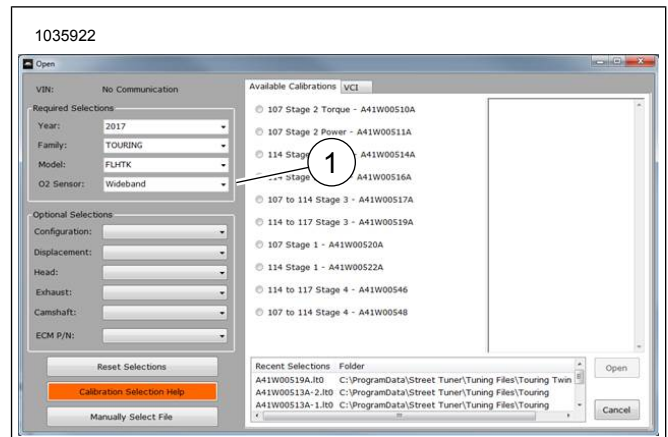 1035922
Open
VIN: No Communication
Required Selections
Year: 2017
Family: TOURING
Model: FLHTK
O2 Sensor: Wideband
Optional Selections
Configuration:
Displacement:
Head:
Exhaust:
Camshaft:
ECM P/N:
Reset Selections
Calibration Selection Help
Manually Select File
Available Calibrations VCI
107 Stage 2 Torque - A41W00510A
107 Stage 2 Power - A41W00511A
114 Stage A41W00514A
1
114 Stage A41W00516A
107 to 114 Stage 3 - A41W00517A
114 to 117 Stage 3 - A41W00519A
107 Stage 1 - A41W00520A
114 Stage 1 - A41W00522A
114 to 117 Stage 4 - A41W00546
107 to 114 Stage 4 - A41W00548
Recent Selections Folder
A41W00519A.lt0 C:\ProgramData\Street Tuner\Tuning Files\Touring Twin
A41W00513A-2.lt0 C:\ProgramData\Street Tuner\Tuning Files\Touring
A41W00513A-1.lt0 C:\ProgramData\Street Tuner\Tuning Files\Touring
Open
Cancel